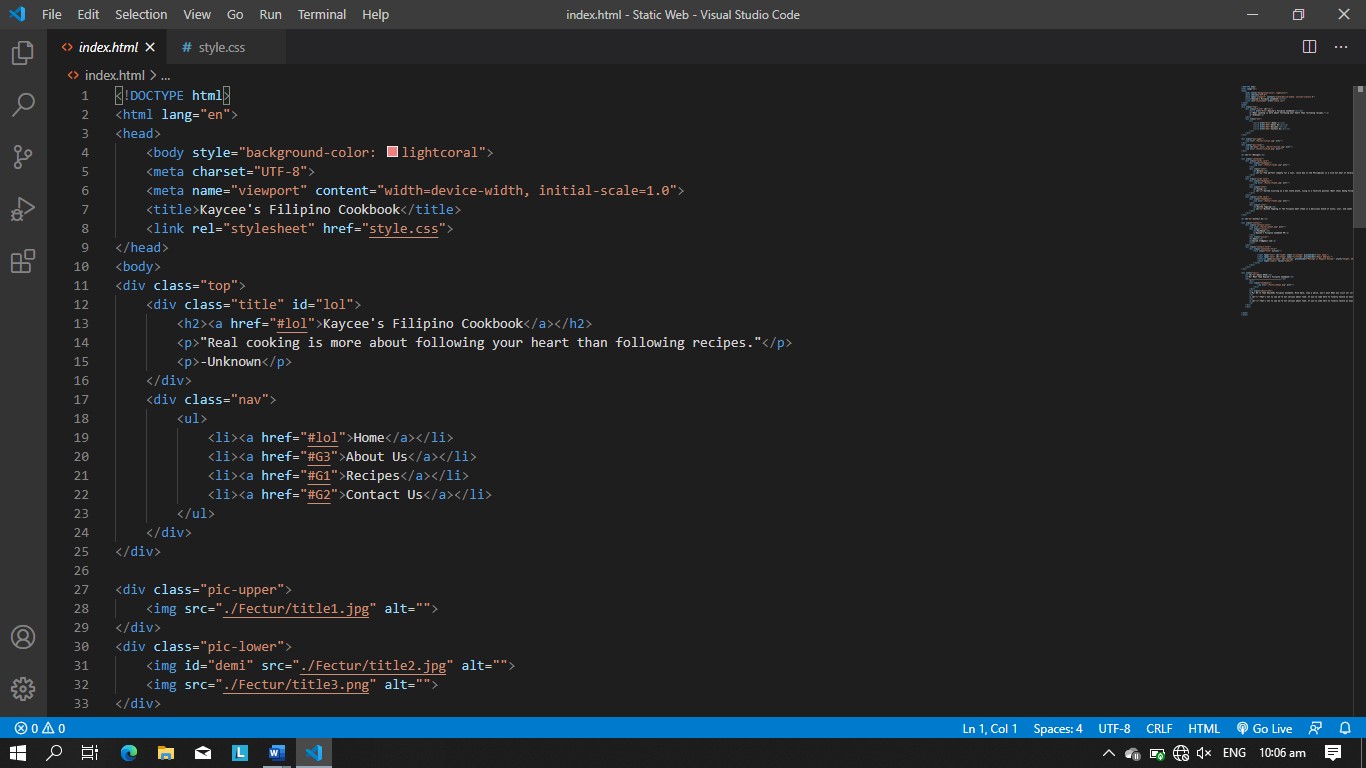 File Edit Selection View Go Run Terminal Help index.html - Static Web - Visual Studio Code
index.html style.css
index.html > ...
1 <!DOCTYPE html>
2 <html lang="en">
3 <head>
4 <body style="background-color: lightcoral">
5 <meta charset="UTF-8">
6 <meta name="viewport" content="width=device-width, initial-scale=1.0">
7 <title>Kaycee's Filipino Cookbook</title>
8 <link rel="stylesheet" href="style.css">
9 </head>
10 <body>
11 <div class="top">
12 <div class="title" id="lol">
13 <h2><a href="#lol">Kaycee's Filipino Cookbook</a></h2>
14 <p>"Real cooking is more about following your heart than following recipes."</p>
15 <p>-Unknown</p>
16 </div>
17 <div class="nav">
18 <ul>
19 <li><a href="#lol">Home</a></li>
20 <li><a href="#G3">About Us</a></li>
21 <li><a href="#G1">Recipes</a></li>
22 <li><a href="#G2">Contact Us</a></li>
23 </ul>
24 </div>
25 </div>
26
27 <div class="pic-upper">
28 <img src="./Fectur/title1.jpg" alt="">
29 </div>
30 <div class="pic-lower">
31 <img id="demi" src="./Fectur/title2.jpg" alt="">
32 <img src="./Fectur/title3.png" alt="">
33 </div>
0 0 Ln 1, Col 1 Spaces: 4 UTF-8 CRLF HTML Go Live
L W ENG 10:06 am